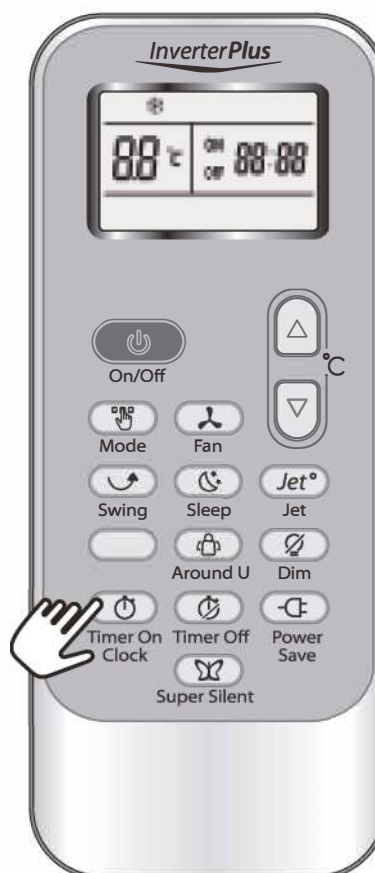 InverterPlus
88 °C ON 88:88
OFF
On/Off
°C
Mode Fan
Swing Sleep Jet° Jet
Around U Dim
Timer On Clock Timer Off Power Save
Super Silent